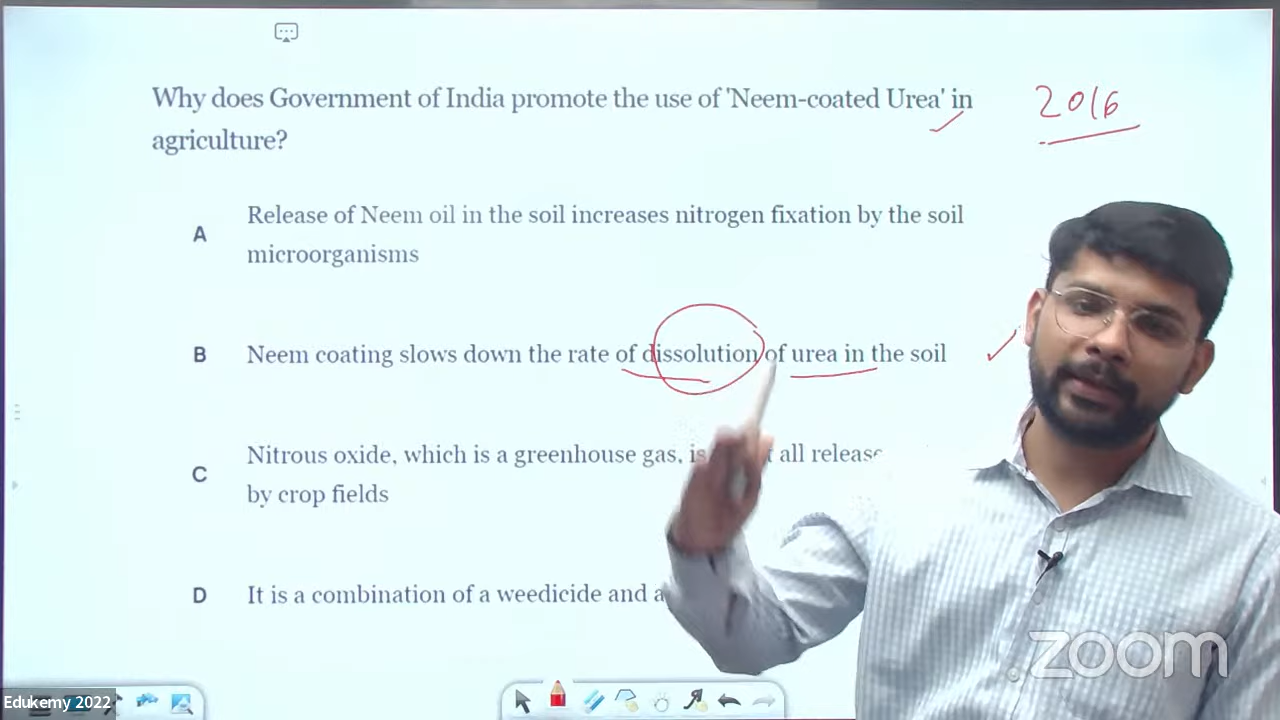 Why does Government of India promote the use of 'Neem-coated Urea' in
2016
agriculture?
A
Release of Neem oil in the soil increases nitrogen fixation by the soil
microorganisms
B
Neem coating slows down the rate of dissolution of urea in the soil
C
Nitrous oxide, which is a greenhouse gas, all
by crop fields
D
It is a combination of a weedicide and
zoom
Edukemy 2022